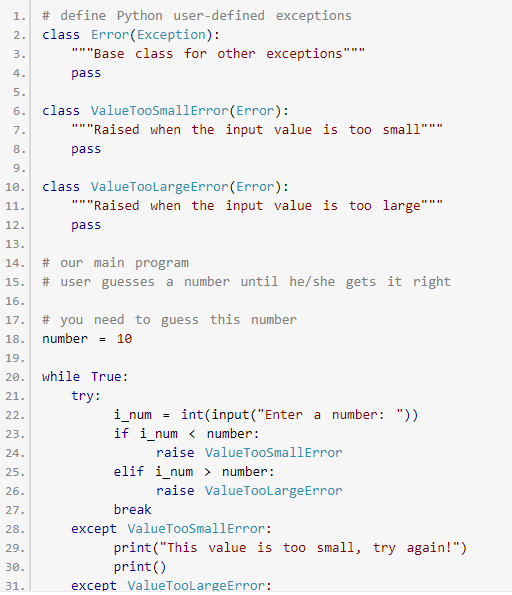 1. # define Python user-defined exceptions
2. class Error(Exception):
3.     """Base class for other exceptions"""
4.     pass
5.
6. class ValueTooSmallError(Error):
7.     """Raised when the input value is too small"""
8.     pass
9.
10. class ValueTooLargeError(Error):
11.     """Raised when the input value is too large"""
12.     pass
13.
14. # our main program
15. # user guesses a number until he/she gets it right
16.
17. # you need to guess this number
18. number = 10
19.
20. while True:
21.     try:
22.         i_num = int(input("Enter a number: "))
23.         if i_num < number:
24.             raise ValueTooSmallError
25.         elif i_num > number:
26.             raise ValueTooLargeError
27.         break
28.     except ValueTooSmallError:
29.         print("This value is too small, try again!")
30.         print()
31.     except ValueTooLargeError: